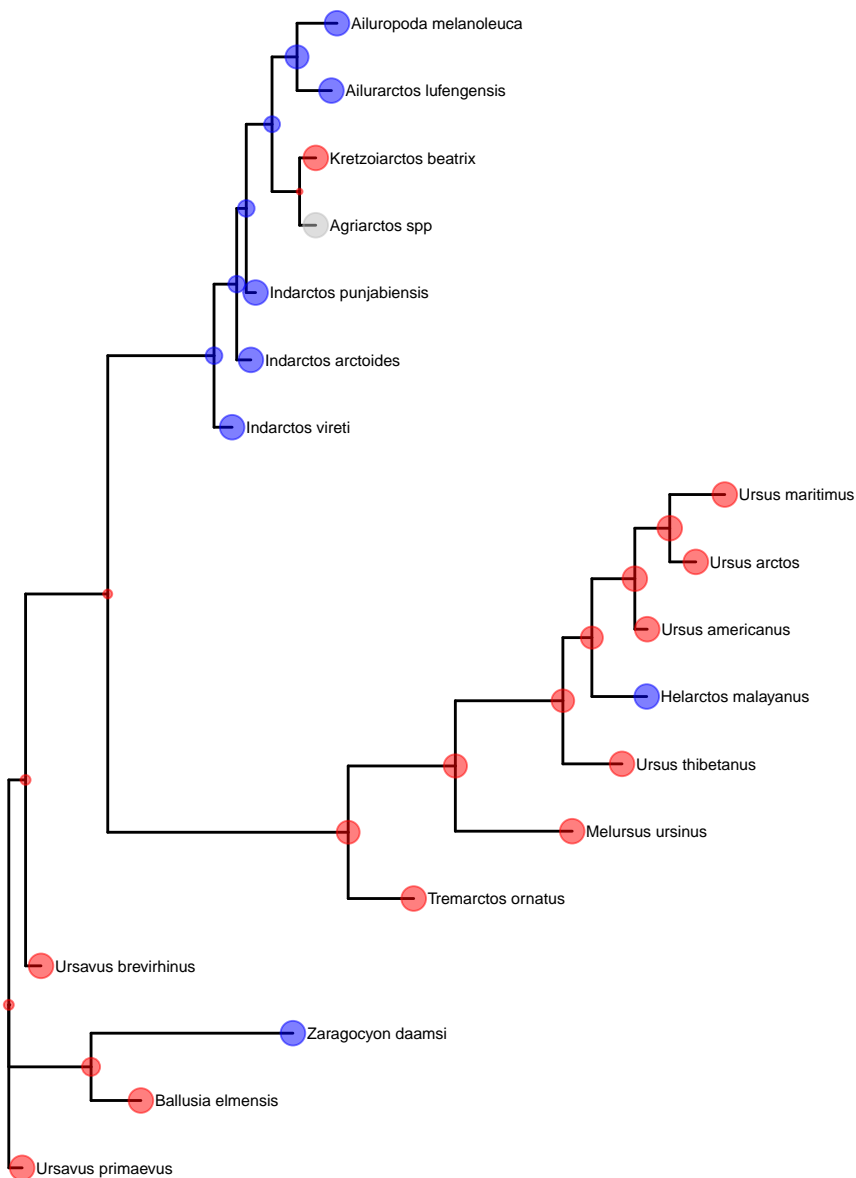 Ailuropoda melanoleuca
Ailurarctos lufengensis
Kretzoiarctos beatrix
Agriarctos spp
Indarctos punjabiensis
Indarctos arctoides
Indarctos vireti
Ursus maritimus
Ursus arctos
Ursus americanus
Helarctos malayanus
Ursus thibetanus
Melursus ursinus
Tremarctos ornatus
Ursavus brevirhinus
Zaragocyon daamsi
Ballusia elmensis
Ursavus primaevus